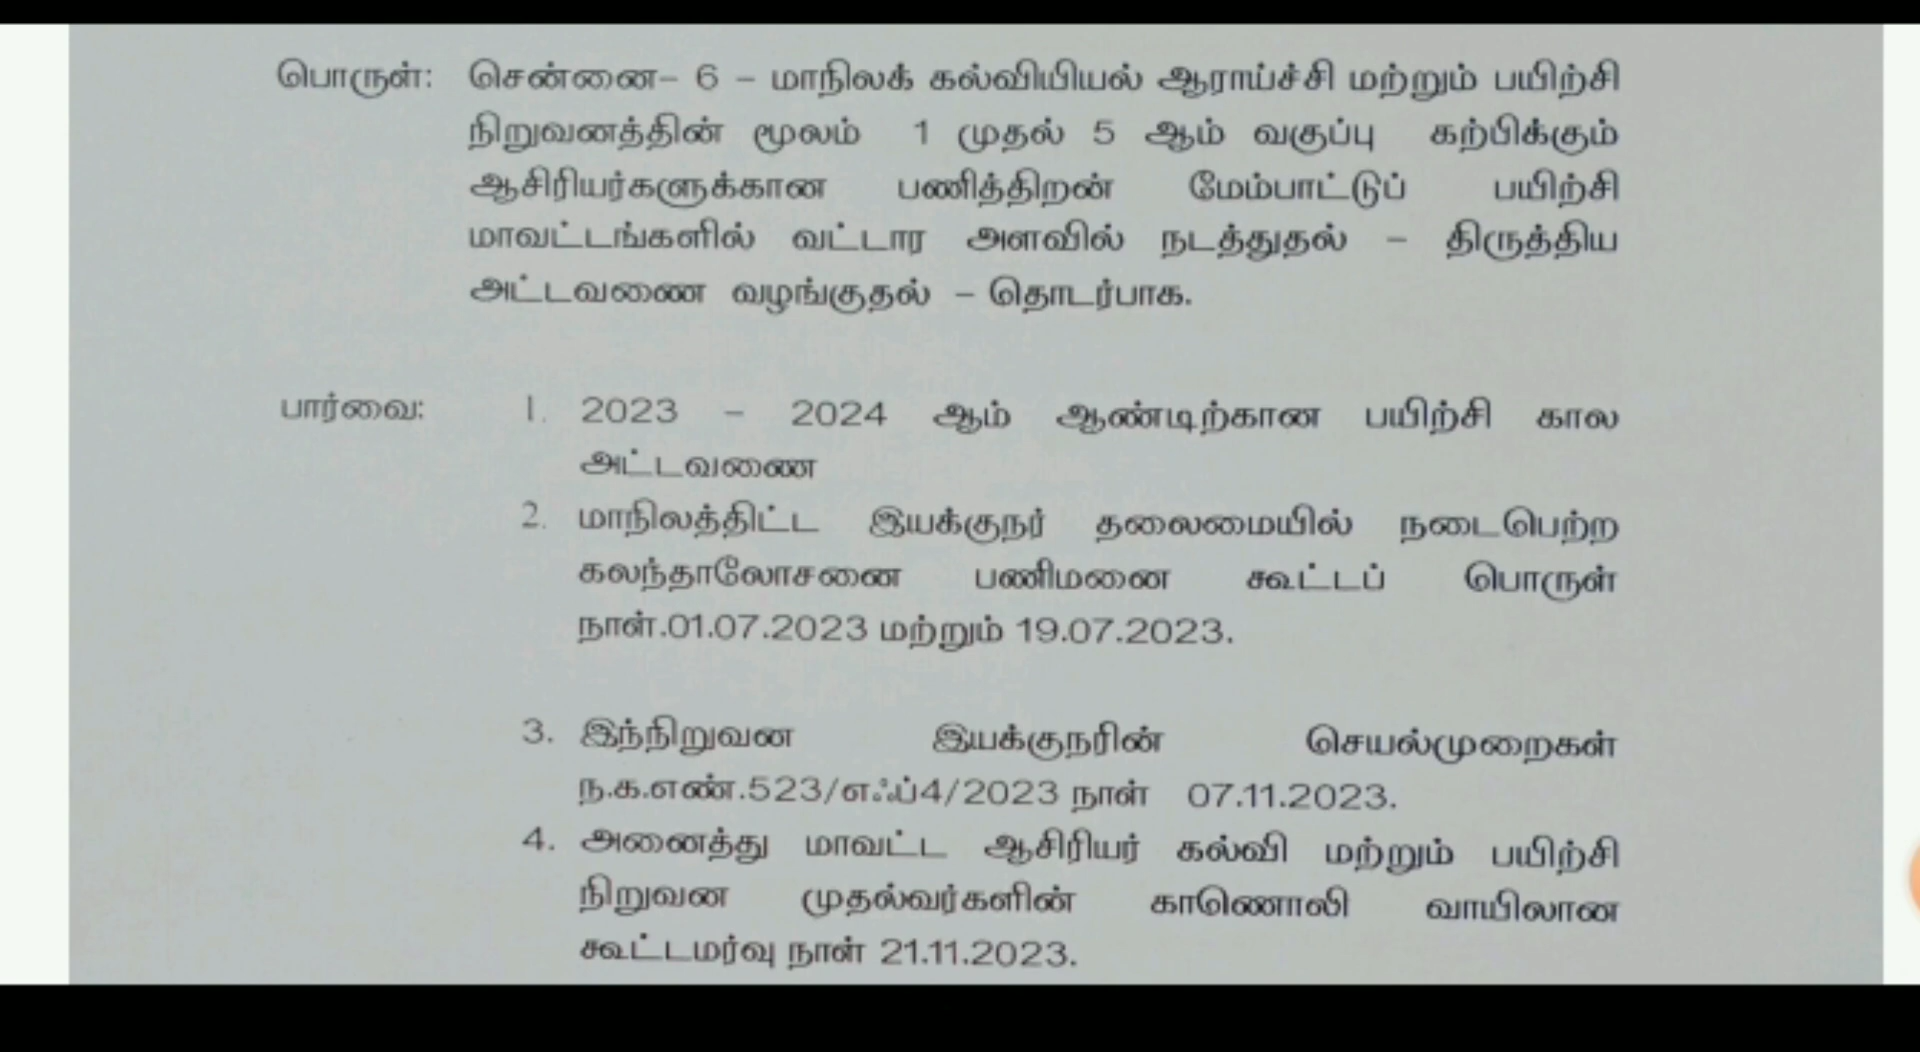 பொருள்: சென்னை– 6 – மாநிலக் கல்வியியல் ஆராய்ச்சி மற்றும் பயிற்சி
நிறுவனத்தின் மூலம் 1 முதல் 5 ஆம் வகுப்பு கற்பிக்கும்
ஆசிரியர்களுக்கான பணித்திறன் மேம்பாட்டுப் பயிற்சி
மாவட்டங்களில் வட்டார அளவில் நடத்துதல் – திருத்திய
அட்டவணை வழங்குதல் – தொடர்பாக.
பார்வை: 1. 2023 – 2024 ஆம் ஆண்டிற்கான பயிற்சி கால
அட்டவணை
2. மாநிலத்திட்ட இயக்குநர் தலைமையில் நடைபெற்ற
கலந்தாலோசனை பணிமனை கூட்டப் பொருள்
நாள்.01.07.2023 மற்றும் 19.07.2023.
3. இந்நிறுவன இயக்குநரின் செயல்முறைகள்
ந.க.எண்.523/எஃப்4/2023 நாள் 07.11.2023.
4. அனைத்து மாவட்ட ஆசிரியர் கல்வி மற்றும் பயிற்சி
நிறுவன முதல்வர்களின் காணொலி வாயிலான
கூட்டமர்வு நாள் 21.11.2023.